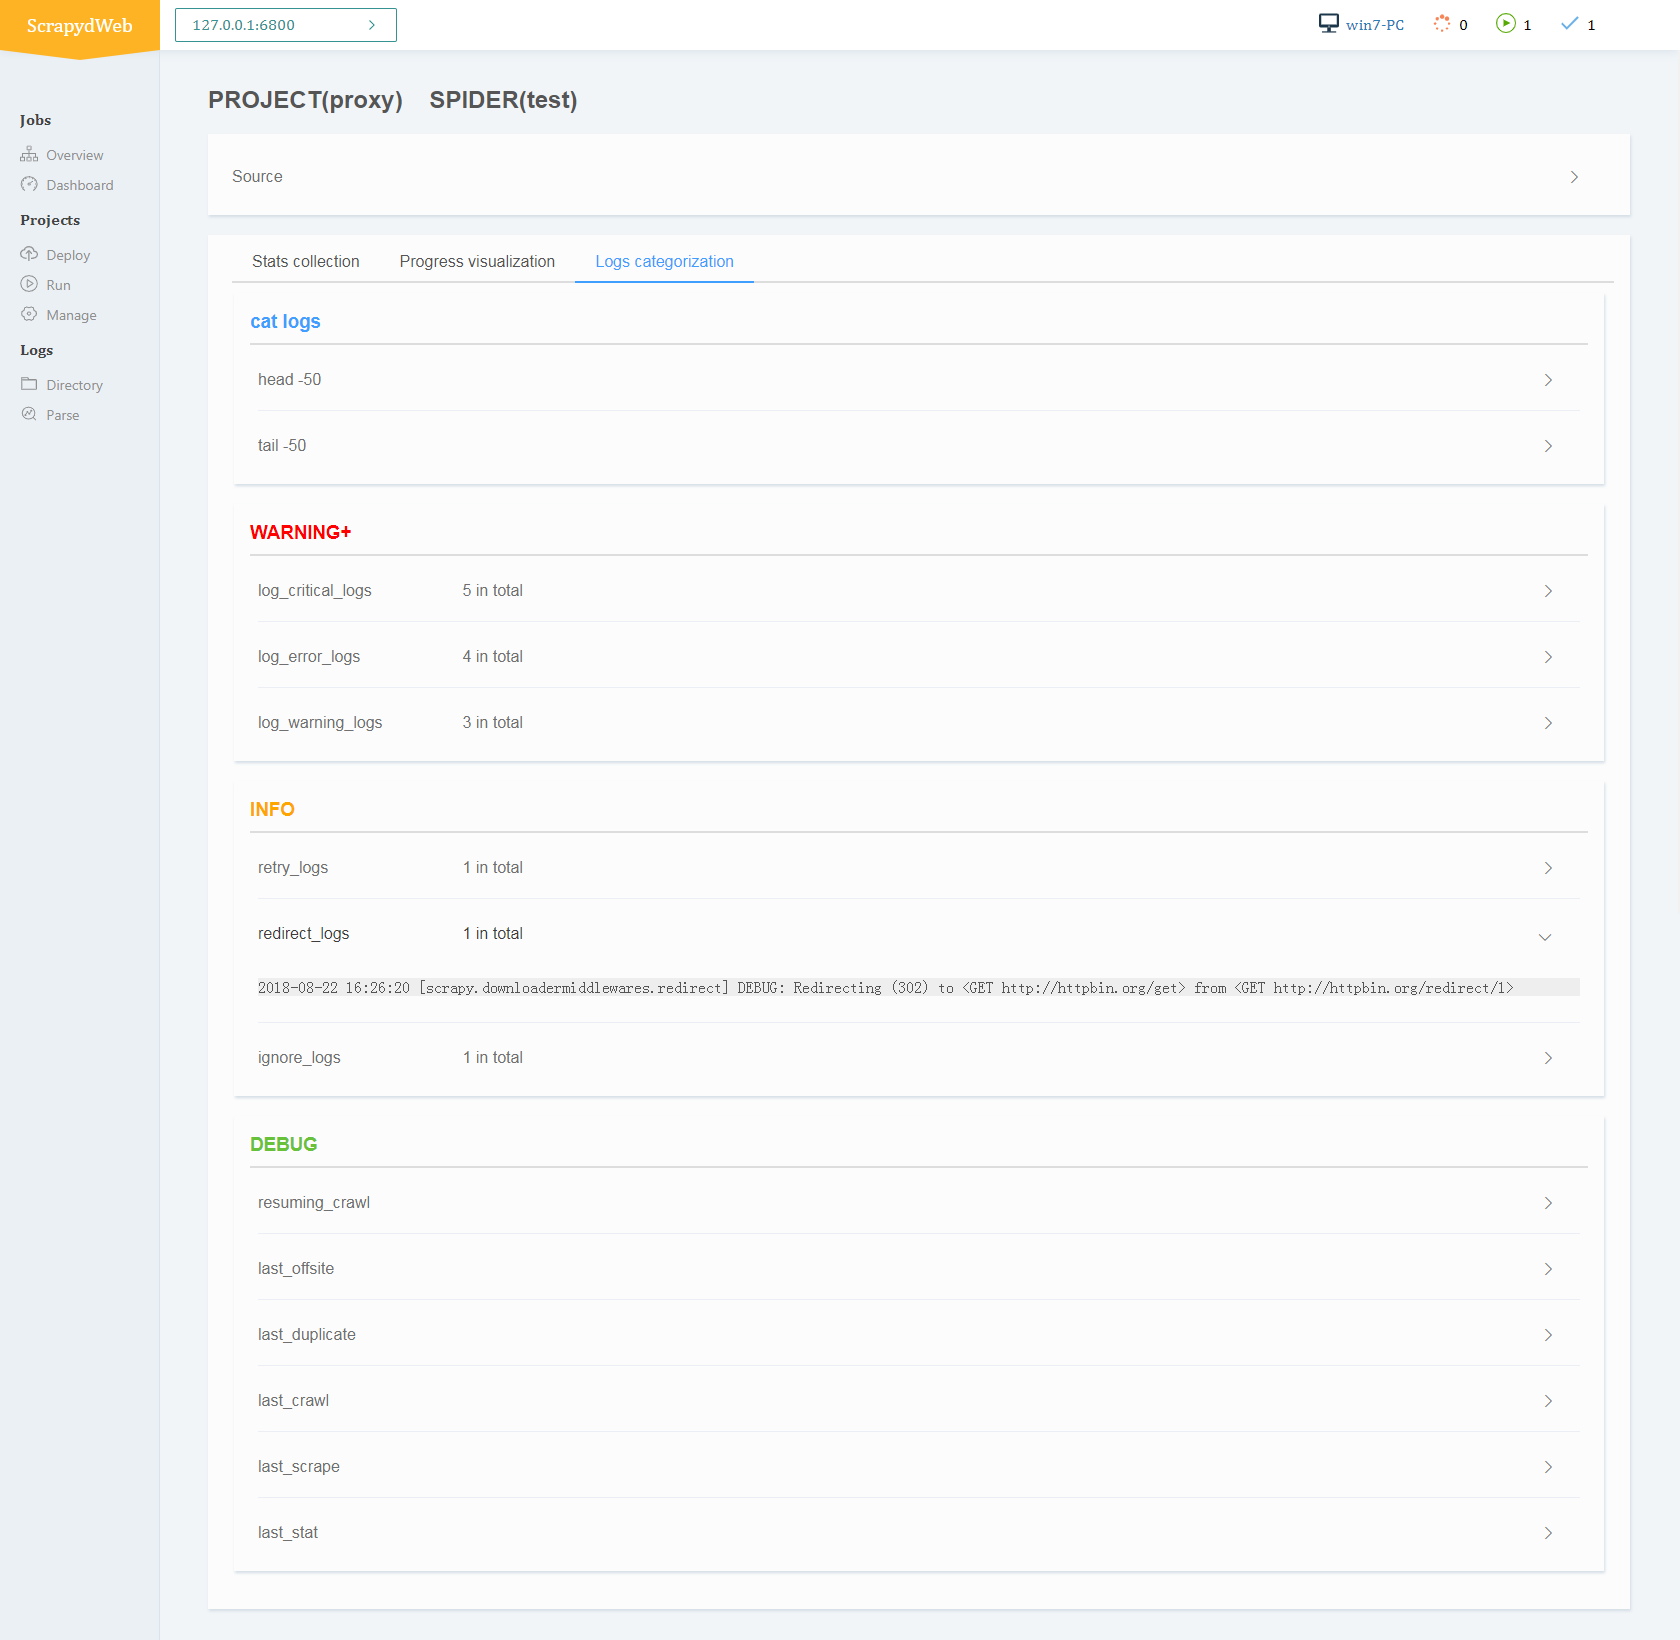 ScrapydWeb
127.0.0.1:6800
win7-PC 0 1 1
Jobs
Overview
Dashboard
Projects
Deploy
Run
Manage
Logs
Directory
Parse
PROJECT(proxy) SPIDER(test)
Source
Stats collection Progress visualization Logs categorization
cat logs
head -50
tail -50
WARNING+
log_critical_logs 5 in total
log_error_logs 4 in total
log_warning_logs 3 in total
INFO
retry_logs 1 in total
redirect_logs 1 in total
2018-08-22 16:26:20 [scrapy.downloadermiddlewares.redirect] DEBUG: Redirecting (302) to <GET http://httpbin.org/get> from <GET http://httpbin.org/redirect/1>
ignore_logs 1 in total
DEBUG
resuming_crawl
last_offsite
last_duplicate
last_crawl
last_scrape
last_stat